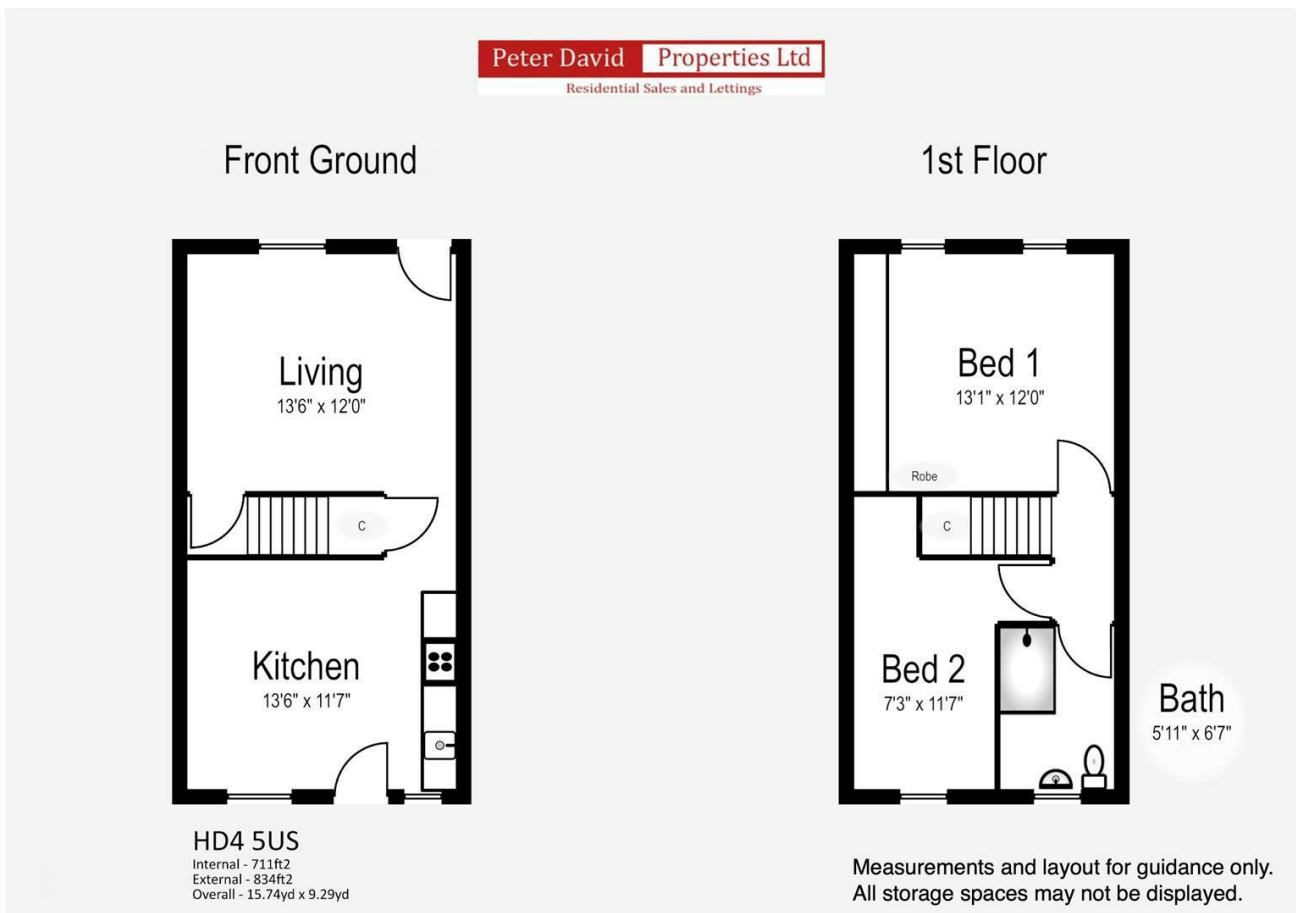 Peter David Properties Ltd
Residential Sales and Lettings
Front Ground
1st Floor
Living
13'6" x 12'0"
C
Kitchen
13'6" x 11'7"
Bed 1
13'1" x 12'0"
Robe
C
Bed 2
7'3" x 11'7"
Bath
5'11" x 6'7"
HD4 5US
Internal - 711ft2
External - 834ft2
Overall - 15.74yd x 9.29yd
Measurements and layout for guidance only.
All storage spaces may not be displayed.